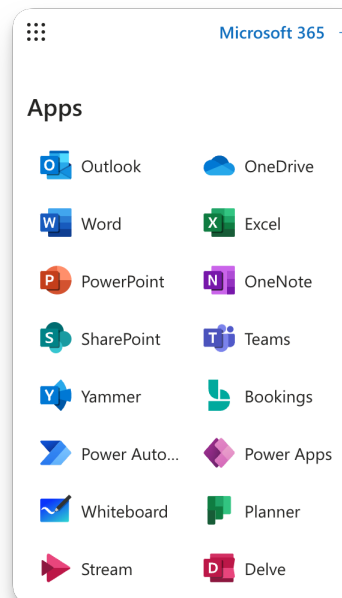 Microsoft 365
Apps
Outlook
OneDrive
Word
Excel
PowerPoint
OneNote
SharePoint
Teams
Yammer
Bookings
Power Auto...
Power Apps
Whiteboard
Planner
Stream
Delve